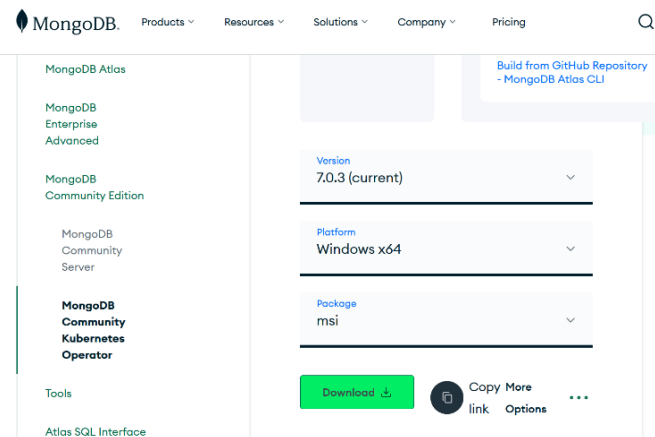 MongoDB.
Products
Resources
Solutions
Company
Pricing
MongoDB Atlas
MongoDB
Enterprise
Advanced
MongoDB
Community Edition
MongoDB
Community
Server
MongoDB
Community
Kubernetes
Operator
Tools
Atlas SQL Interface
Build from GitHub Repository
- MongoDB Atlas CLI
Version
7.0.3 (current)
Platform
Windows x64
Package
msi
Download
Copy
link
More
Options